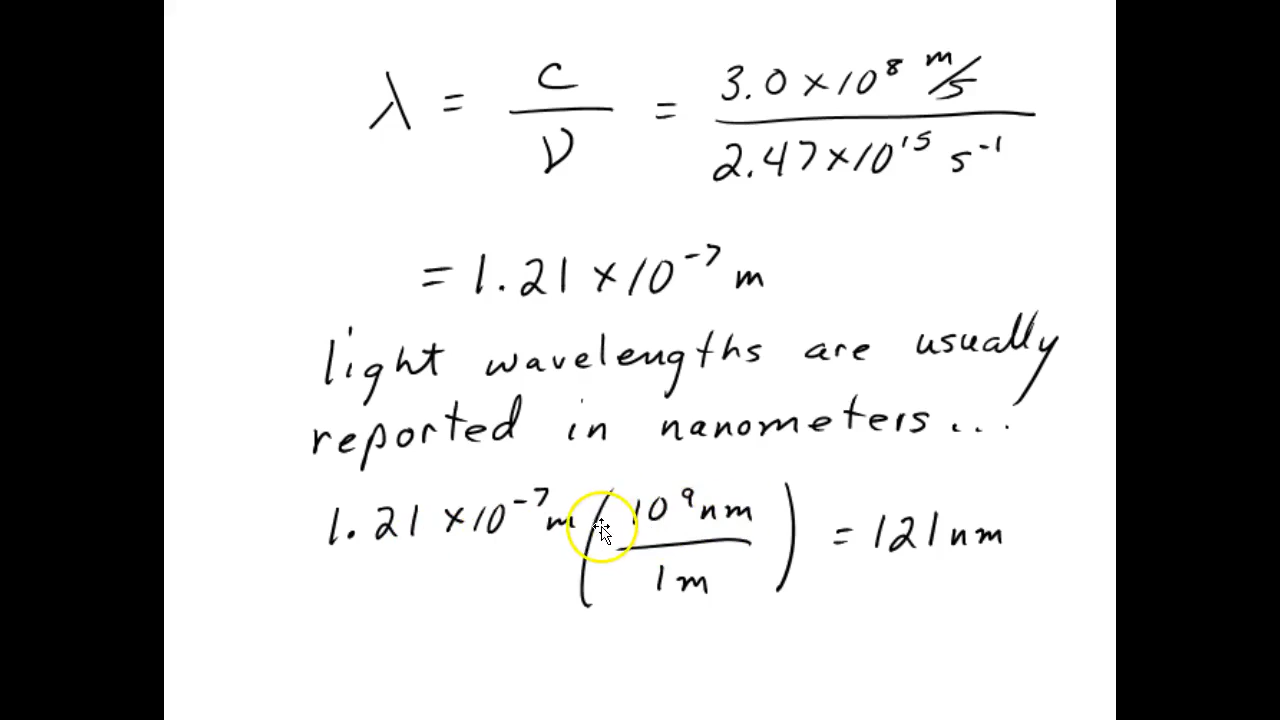 λ = c/ν = 3.0 × 10⁸ m/s / 2.47 × 10¹⁵ s⁻¹
= 1.21 × 10⁻⁷ m
light wavelengths are usually
reported in nanometers...
1.21 × 10⁻⁷ m (10⁹ nm / 1 m) = 121 nm